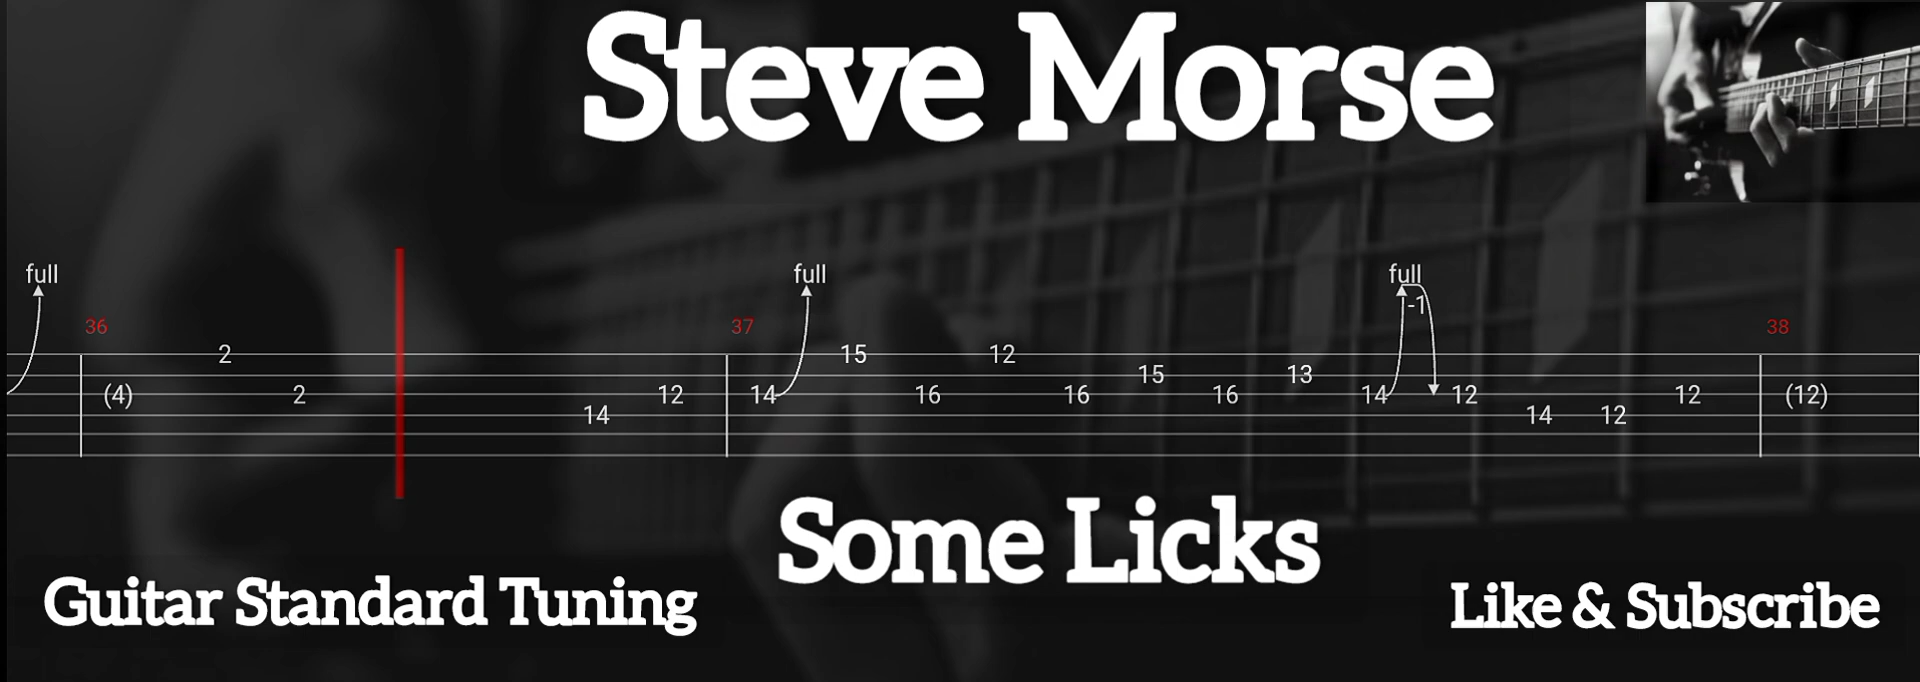 Steve Morse
full full full
-1
36 37 38
2 15 12
15 13
(4) 2 12 14 16 16 16 14 12 12 (12)
14 14 12
Some Licks
Guitar Standard Tuning
Like & Subscribe